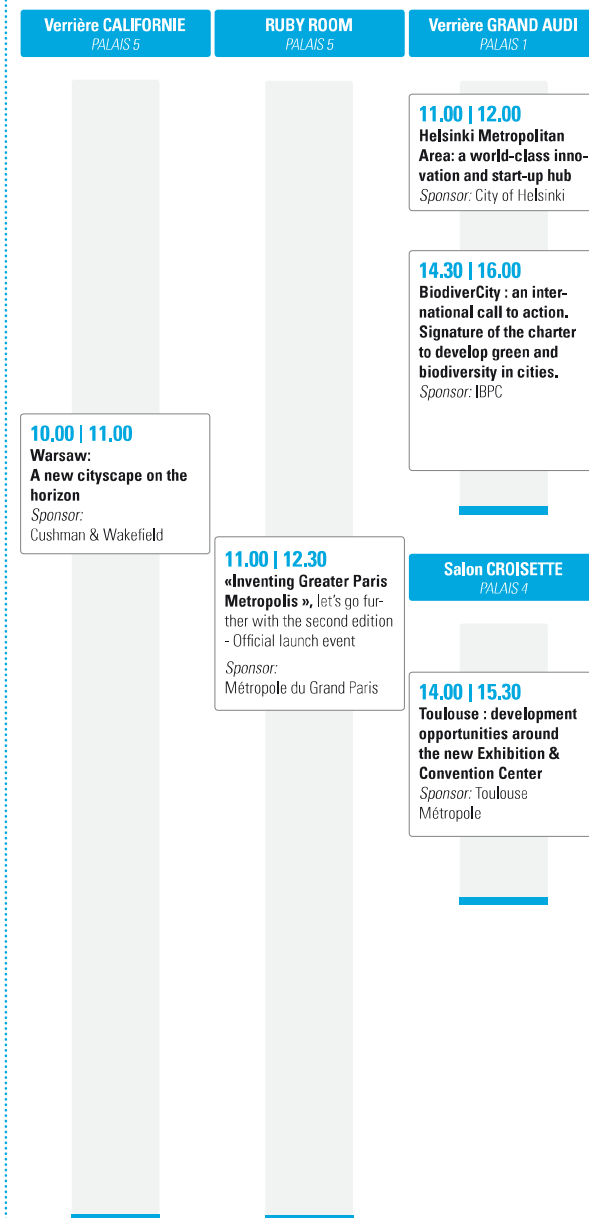 Verrière CALIFORNIE
PALAIS 5
10.00 | 11.00
Warsaw:
A new cityscape on the
horizon
Sponsor:
Cushman & Wakefield
RUBY ROOM
PALAIS 5
11.00 | 12.30
«Inventing Greater Paris
Metropolis », let's go fur-
ther with the second edition
- Official launch event
Sponsor:
Métropole du Grand Paris
Verrière GRAND AUDI
PALAIS 1
11.00 | 12.00
Helsinki Metropolitan
Area: a world-class inno-
vation and start-up hub
Sponsor: City of Helsinki
14.30 | 16.00
BiodiverCity : an inter-
national call to action.
Signature of the charter
to develop green and
biodiversity in cities.
Sponsor: IBPC
Salon CROISETTE
PALAIS 4
14.00 | 15.30
Toulouse : development
opportunities around
the new Exhibition &
Convention Center
Sponsor: Toulouse
Métropole